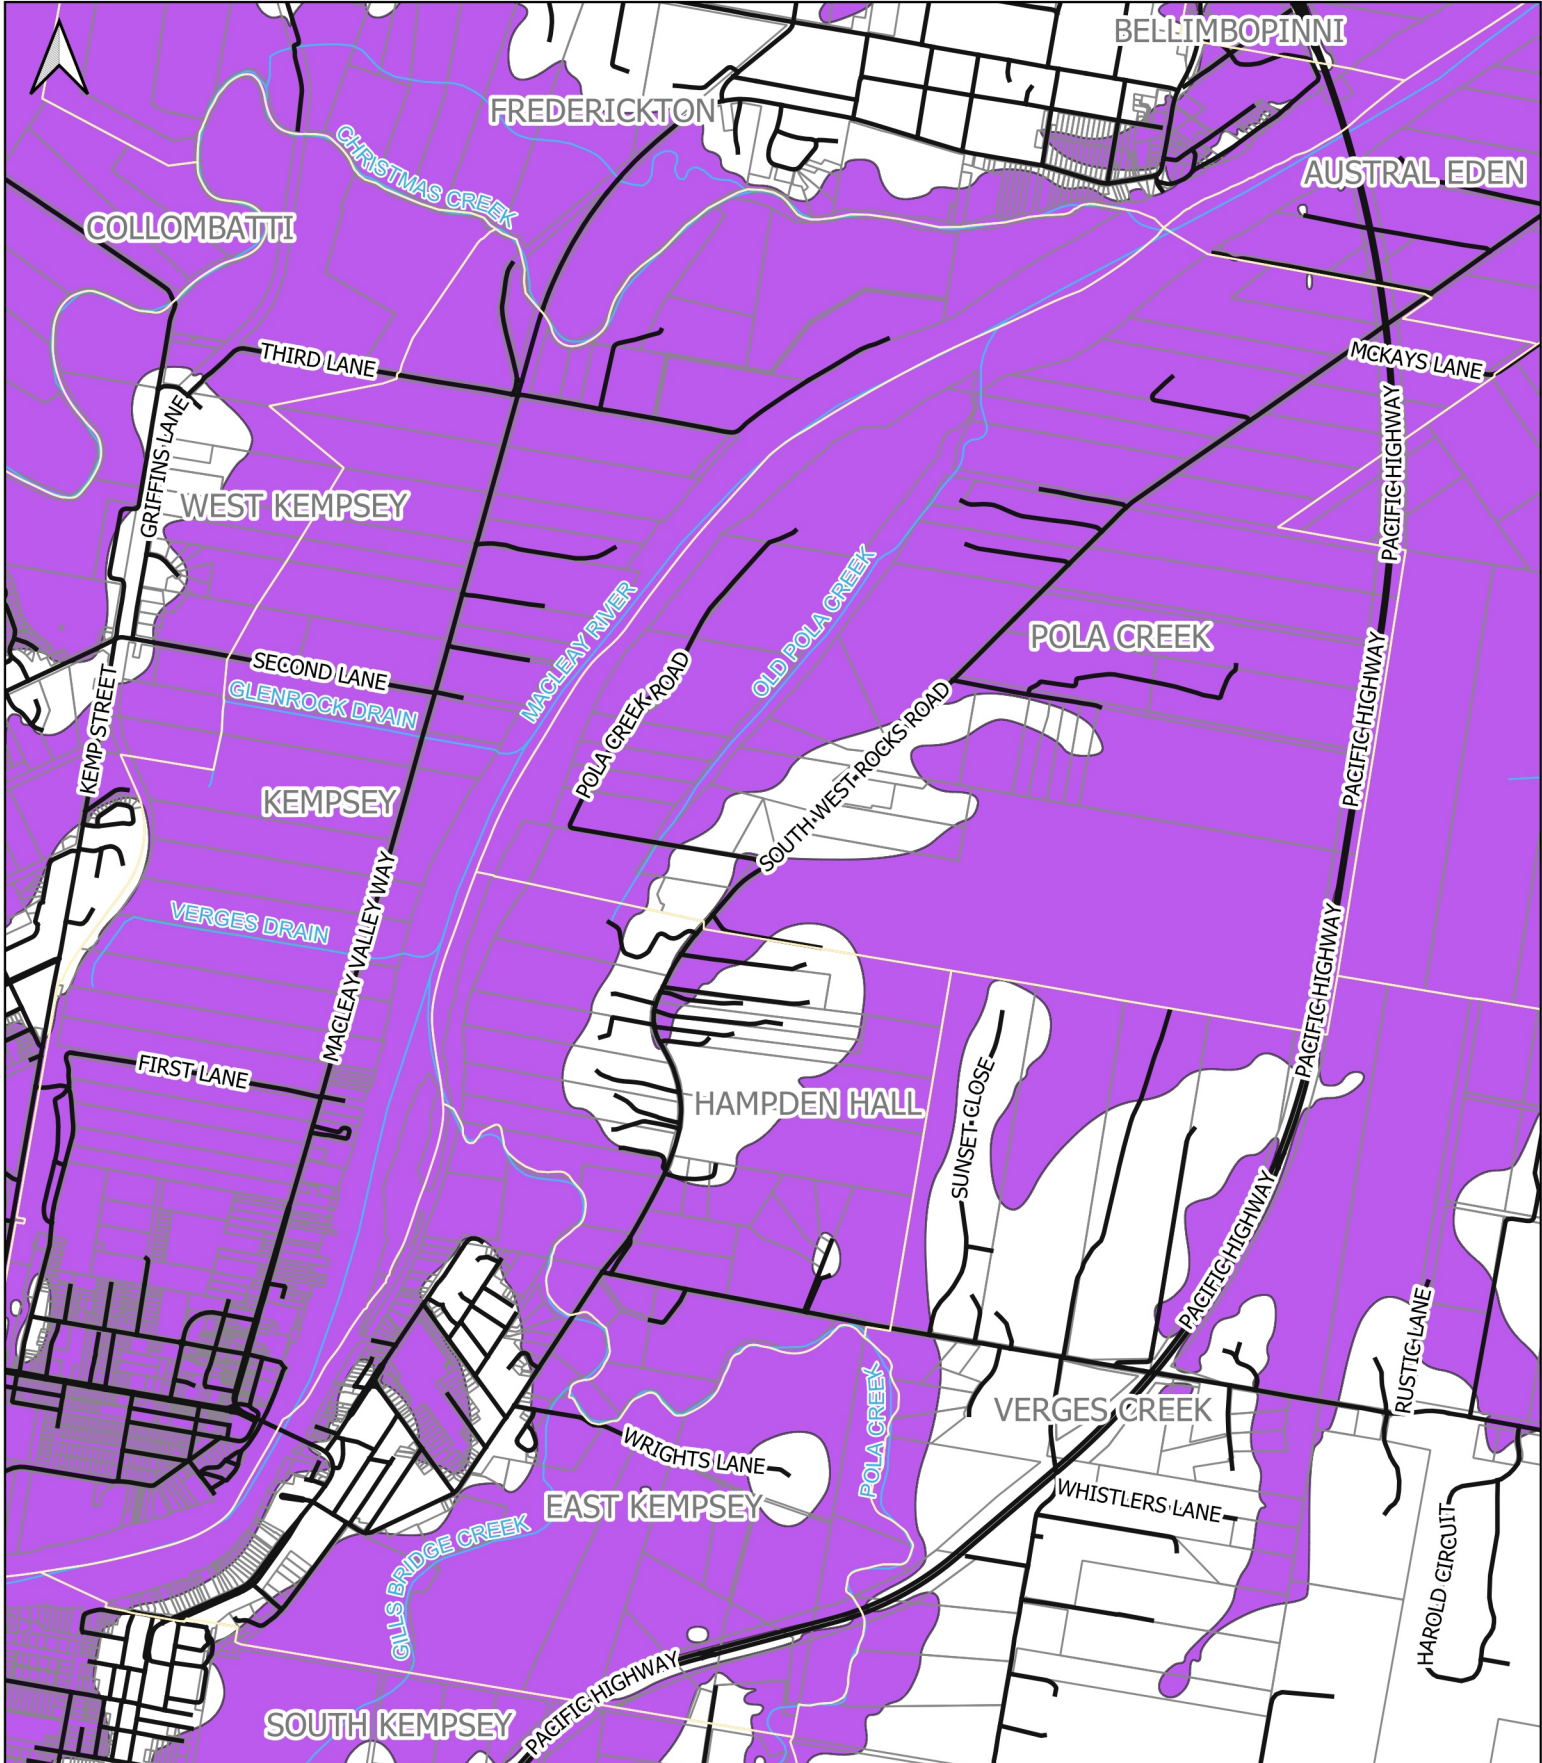 BELLIMBOPINNI
FREDERICKTON
CHRISTMAS CREEK
AUSTRAL EDEN
COLLOMBATTI
THIRD LANE
MCKAYS LANE
GRIFFINS LANE
PACIFIC HIGHWAY
WEST KEMPSEY
MACLEAY RIVER
OLD POLA CREEK
POLA CREEK
SECOND LANE
GLENROCK DRAIN
POLA CREEK ROAD
PACIFIC HIGHWAY
KEMP STREET
SOUTH WEST ROCKS ROAD
KEMPSEY
VERGES DRAIN
MACLEAY VALLEY WAY
PACIFIC HIGHWAY
FIRST LANE
HAMPDEN HALL
SUNSET CLOSE
PACIFIC HIGHWAY
RUSTIC LANE
POLA CREEK
VERGES CREEK
WRIGHTS LANE
WHISTLERS LANE
EAST KEMPSEY
GILLS BRIDGE CREEK
HAROLD CIRCUIT
PACIFIC HIGHWAY
SOUTH KEMPSEY